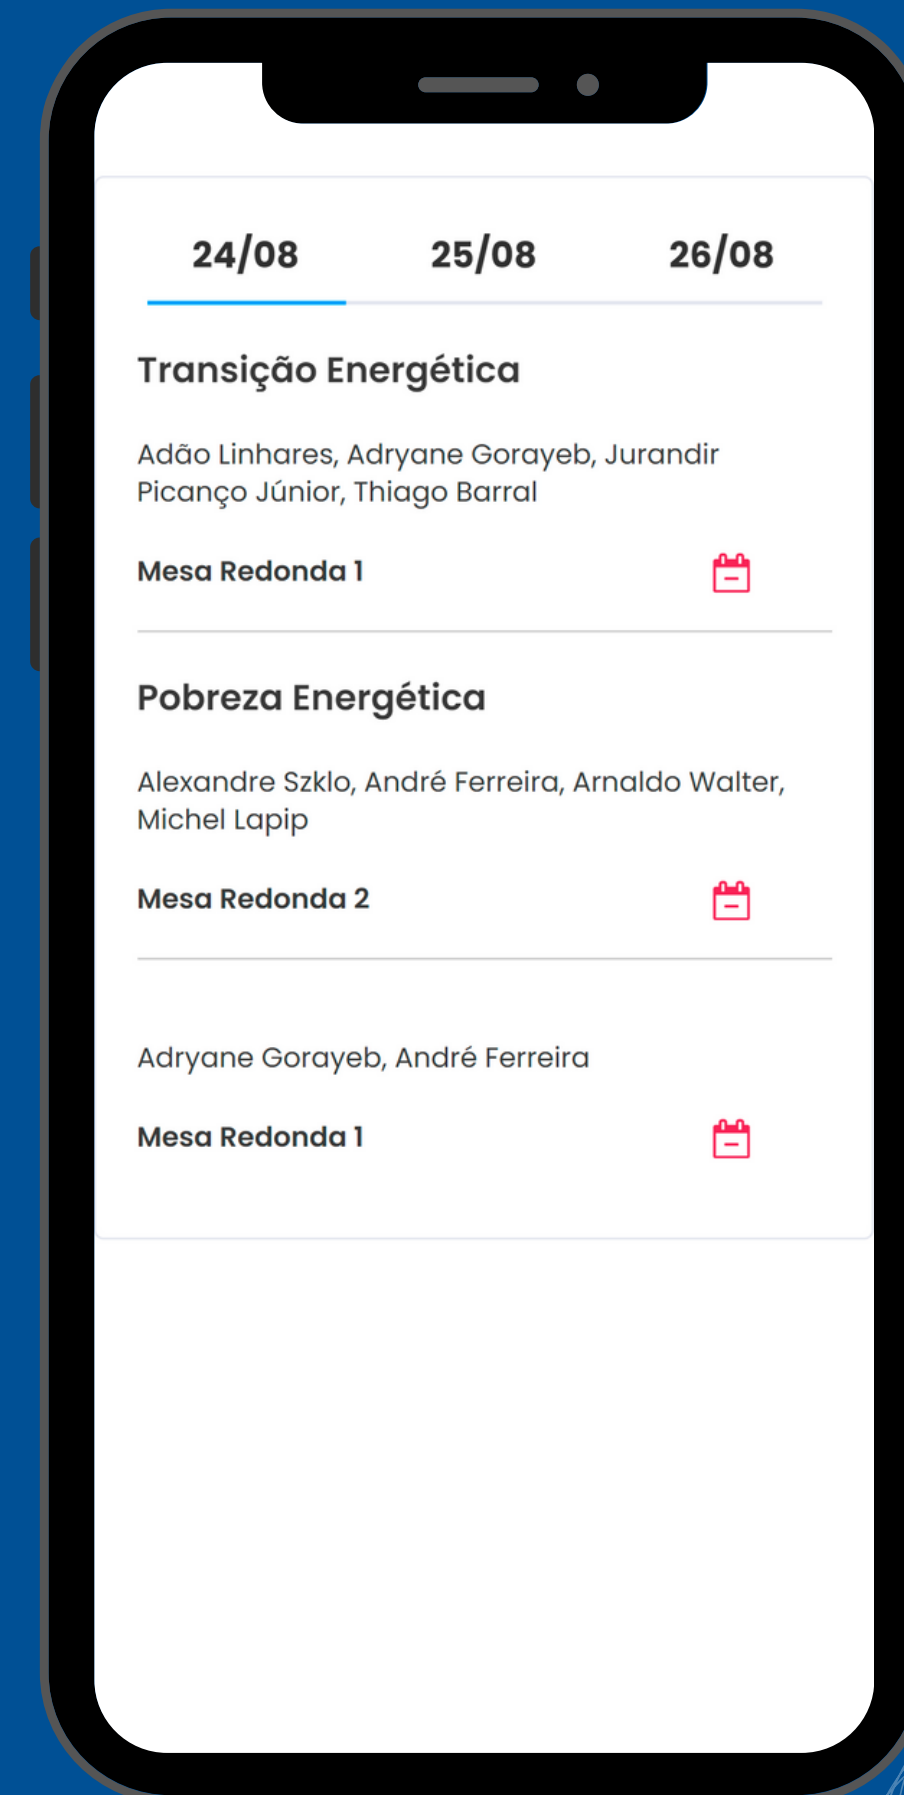 24/08 25/08 26/08
Transição Energética
Adão Linhares, Adryane Gorayeb, Jurandir
Picanço Júnior, Thiago Barral
Mesa Redonda 1
Pobreza Energética
Alexandre Szklo, André Ferreira, Arnaldo Walter,
Michel Lapip
Mesa Redonda 2
Adryane Gorayeb, André Ferreira
Mesa Redonda 1